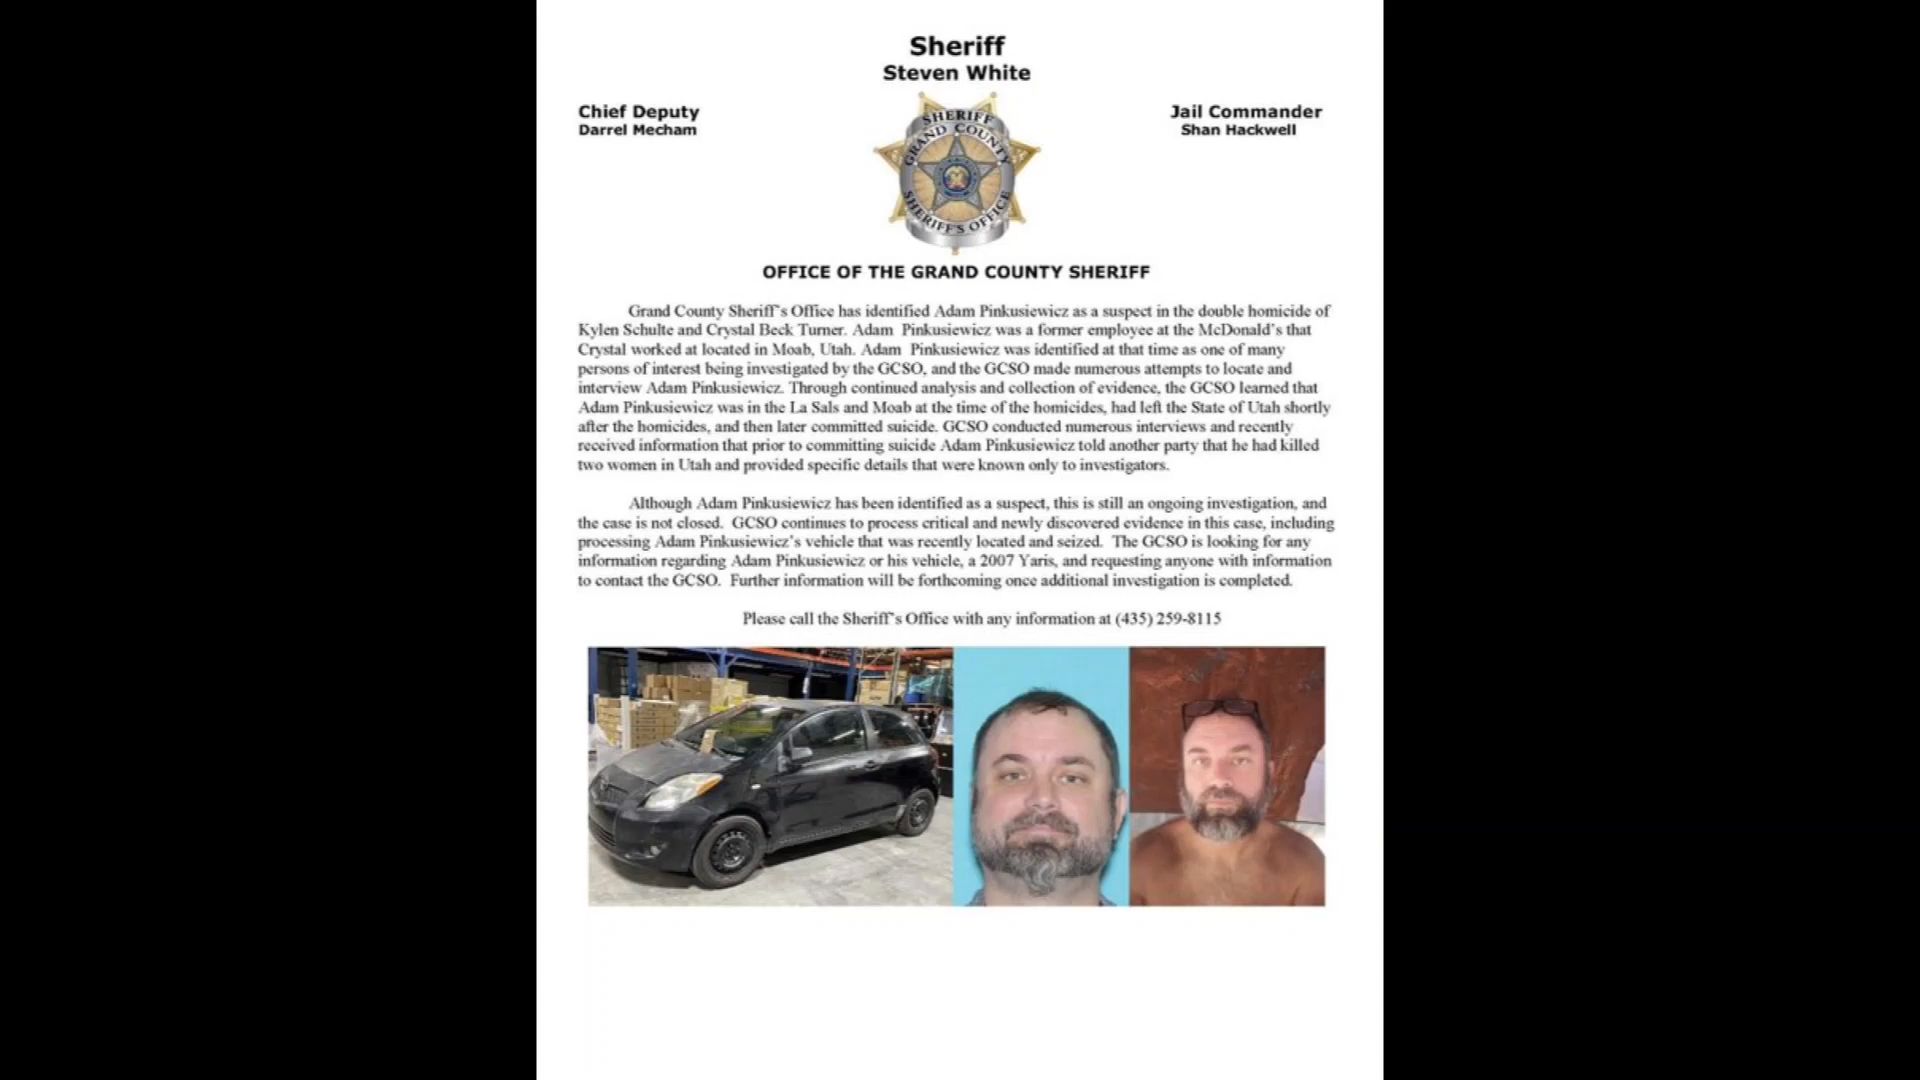 Sheriff
Steven White
Chief Deputy
Darrel Mecham
Jail Commander
Shan Hackwell
SHERIFF
GRAND COUNTY
SHERIFF'S OFFICE
OFFICE OF THE GRAND COUNTY SHERIFF
Grand County Sheriff's Office has identified Adam Pinkusiewicz as a suspect in the double homicide of
Kylen Schulte and Crystal Beck Turner. Adam Pinkusiewicz was a former employee at the McDonald's that
Crystal worked at located in Moab, Utah. Adam Pinkusiewicz was identified at that time as one of many
persons of interest being investigated by the GCSO, and the GCSO made numerous attempts to locate and
interview Adam Pinkusiewicz. Through continued analysis and collection of evidence, the GCSO learned that
Adam Pinkusiewicz was in the La Sals and Moab at the time of the homicides, had left the State of Utah shortly
after the homicides, and then later committed suicide. GCSO conducted numerous interviews and recently
received information that prior to committing suicide Adam Pinkusiewicz told another party that he had killed
two women in Utah and provided specific details that were known only to investigators.
Although Adam Pinkusiewicz has been identified as a suspect, this is still an ongoing investigation, and
the case is not closed. GCSO continues to process critical and newly discovered evidence in this case, including
processing Adam Pinkusiewicz's vehicle that was recently located and seized. The GCSO is looking for any
information regarding Adam Pinkusiewicz or his vehicle, a 2007 Yaris, and requesting anyone with information
to contact the GCSO. Further information will be forthcoming once additional investigation is completed.
Please call the Sheriff's Office with any information at (435) 259-8115